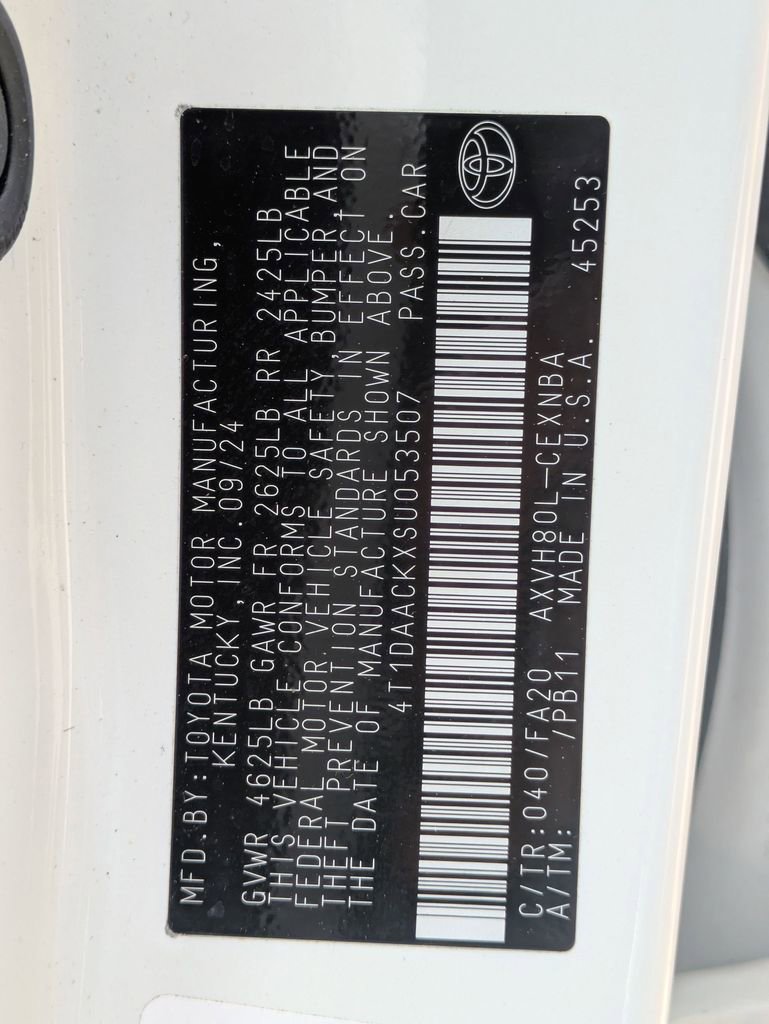 MFD.BY:TOYOTA MOTOR MANUFACTURING,
KENTUCKY,INC.09/24
GVWR 4625LB GAWR FR 2625LB RR 2425LB
THIS VEHICLE CONFORMS TO ALL APPLICABLE
FEDERAL MOTOR VEHICLE SAFETY,BUMPER,AND
THEFT PREVENTION STANDARDS IN EFFECT ON
THE DATE OF MANUFACTURE SHOWN ABOVE.
4T1DAACKXSU053507 PASS.CAR
C/TR:040/FA20 AXVH80L-CEXNBA
A/TM: /PB11 MADE IN U.S.A. 45253